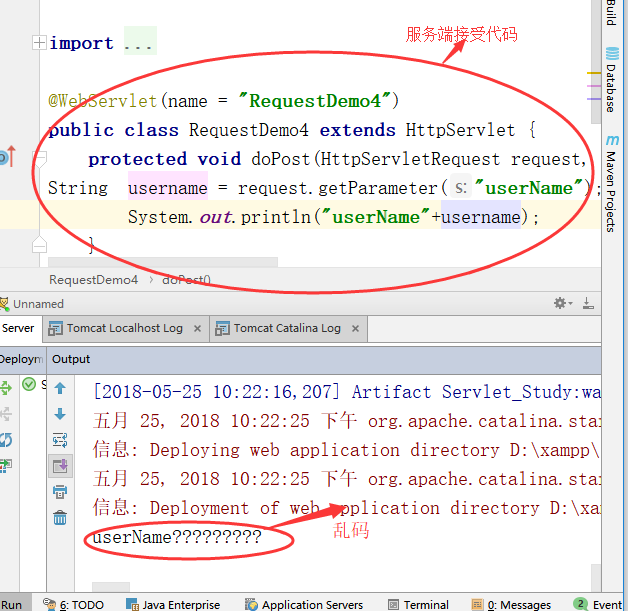 服务端接受代码
import ...
@WebServlet(name = "RequestDemo4")
public class RequestDemo4 extends HttpServlet {
protected void doPost(HttpServletRequest request,
String username = request.getParameter( s: "userName");
System.out.println("userName"+username);
}
RequestDemo4 › doPost()
Build
Database
m Maven Projects
Unnamed
Server Tomcat Localhost Log × Tomcat Catalina Log ×
Output
[2018-05-25 10:22:16,207] Artifact Servlet_Study:wa
五月 25, 2018 10:22:25 下午 org.apache.catalina.sta
信息: Deploying web application directory D:\xampp\
五月 25, 2018 10:22:25 下午 org.apache.catalina.sta
信息: Deployment of web application directory D:\xa
userName?????????
乱码
Run 6: TODO Java Enterprise Application Servers Terminal 0: Messages 2 Event